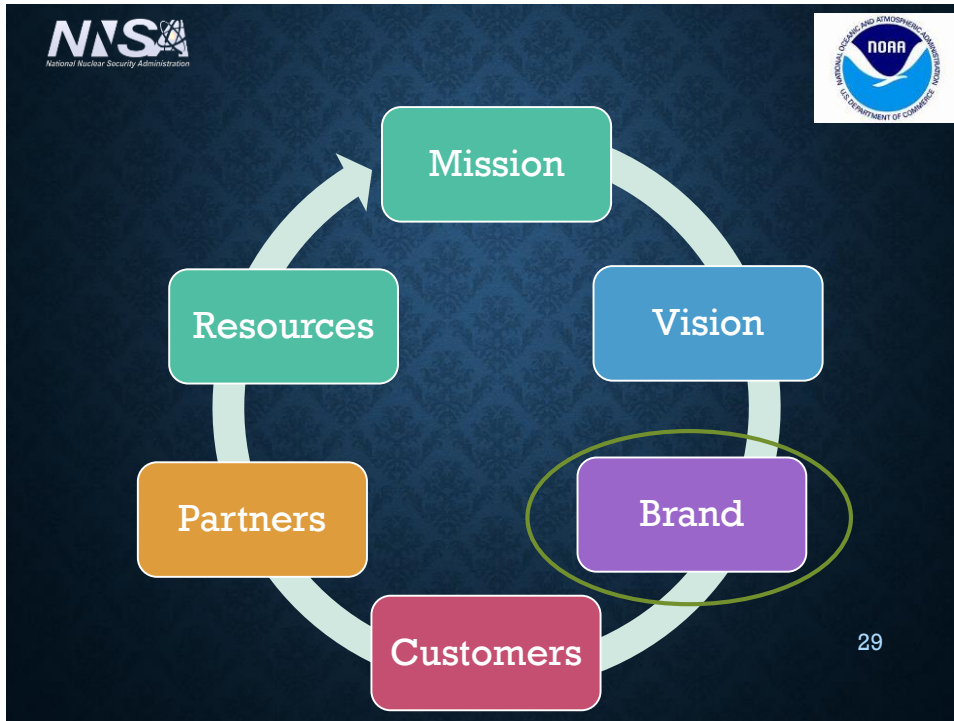 NNSA
National Nuclear Security Administration
NATIONAL OCEANIC AND ATMOSPHERIC ADMINISTRATION
NOAA
U.S. DEPARTMENT OF COMMERCE
Mission
Vision
Brand
Customers
Partners
Resources
29